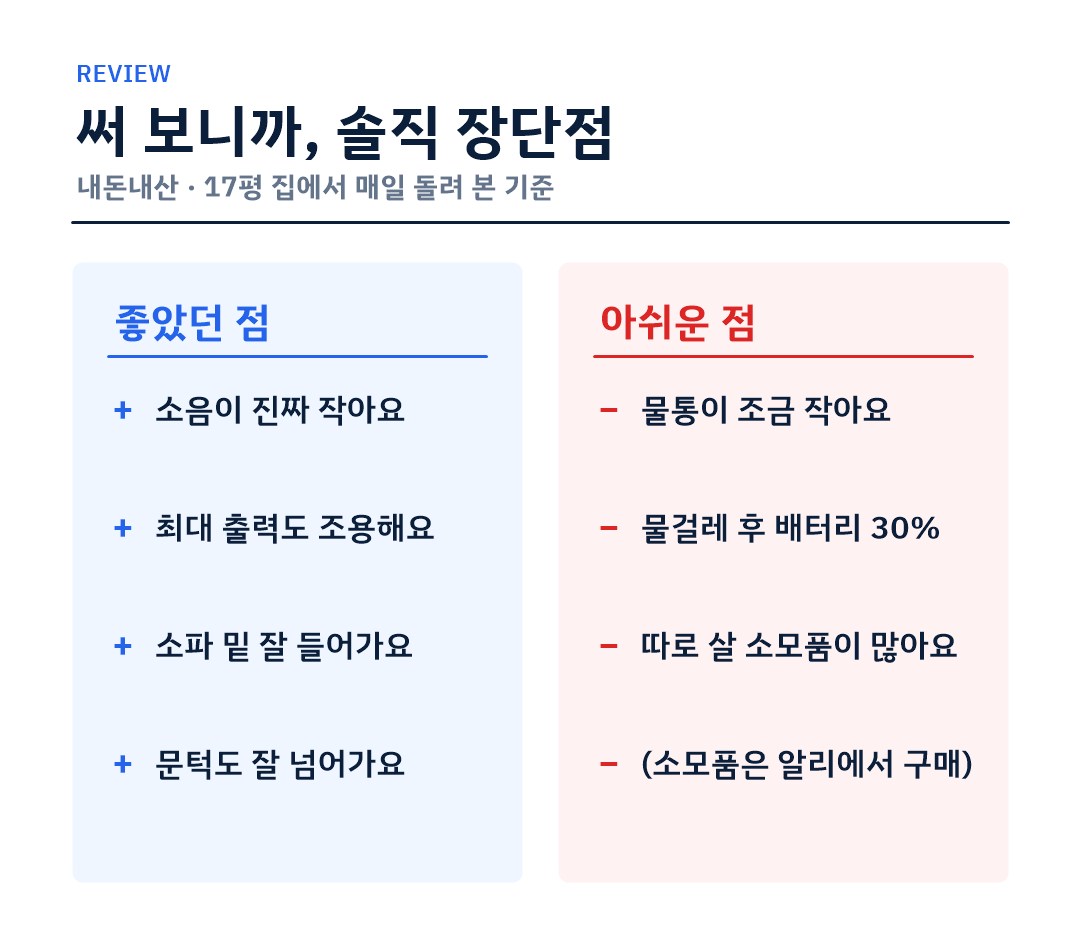 REVIEW
써 보니까, 솔직 장단점
내돈내산 · 17평 집에서 매일 돌려 본 기준
좋았던 점
+ 소음이 진짜 작아요
+ 최대 출력도 조용해요
+ 소파 밑 잘 들어가요
+ 문턱도 잘 넘어가요
아쉬운 점
− 물통이 조금 작아요
− 물걸레 후 배터리 30%
− 따로 살 소모품이 많아요
− (소모품은 알리에서 구매)